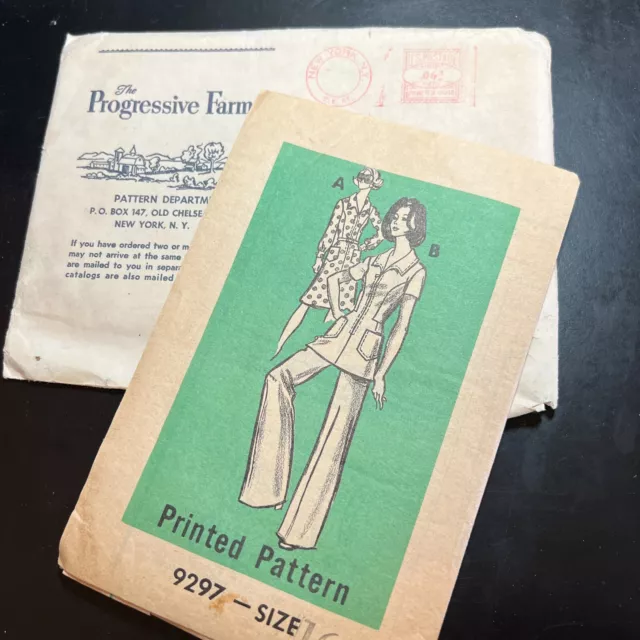 The
Progressive Farm
PATTERN DEPARTM
P.O. BOX 147, OLD CHELSE
NEW YORK, N. Y.
If you have ordered two or m
may not arrive at the same
are mailed to you in separ
catalogs are also mailed
NEW YORK, N.Y.
A
B
Printed Pattern
9297 — SIZE 16